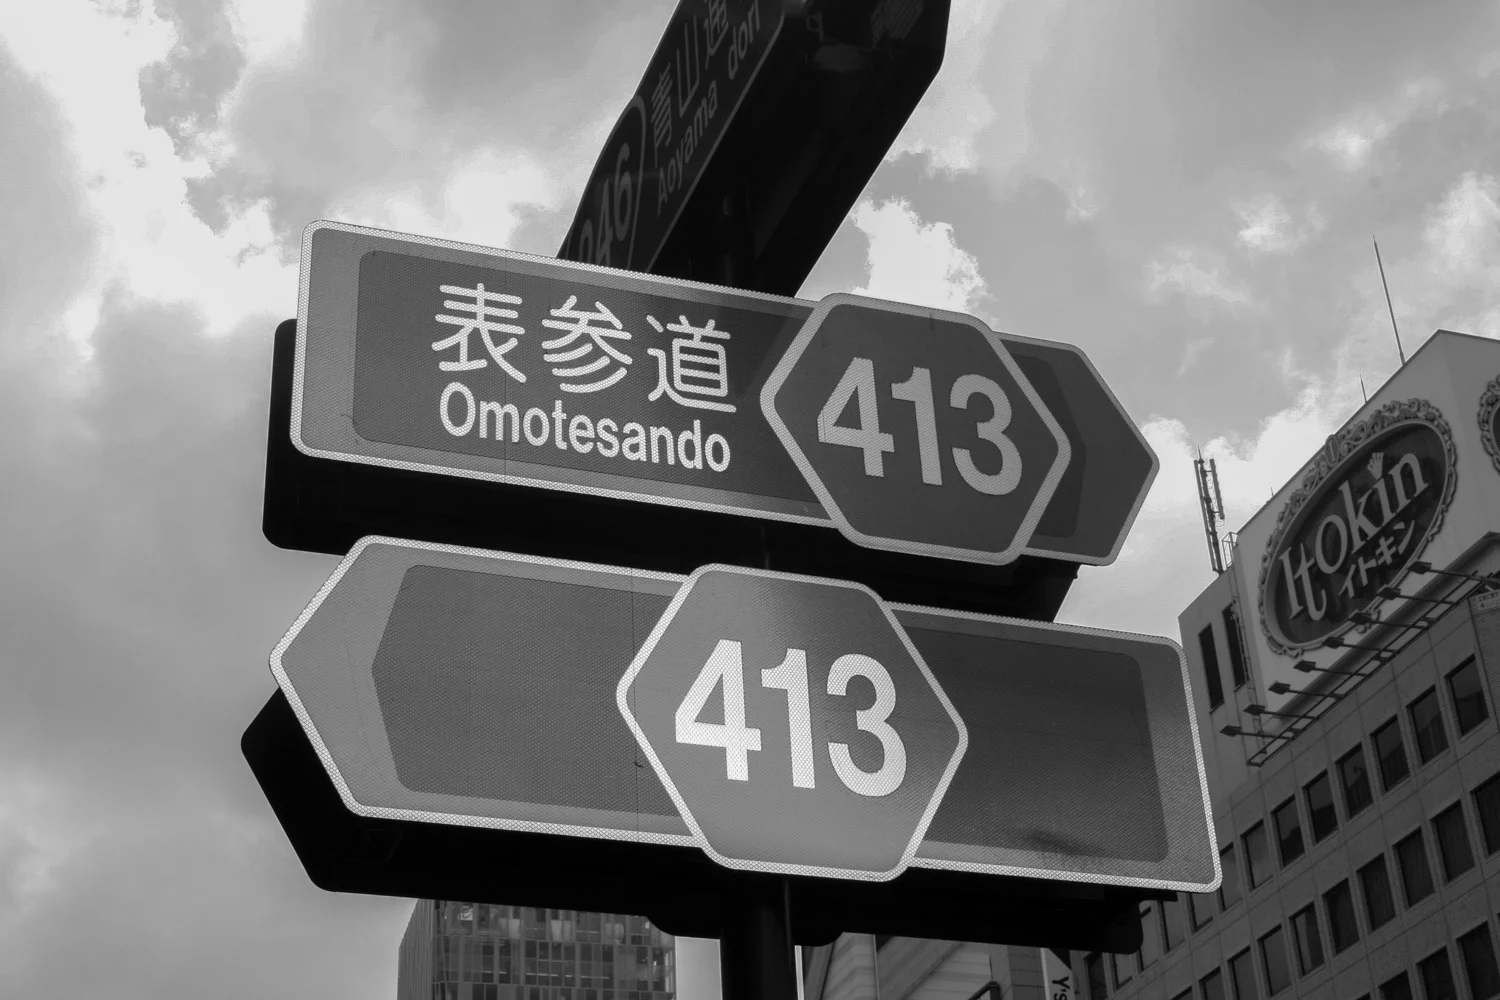 青山通
Aoyama dori
246
表参道
Omotesando
413
413
Itokin
イトキン